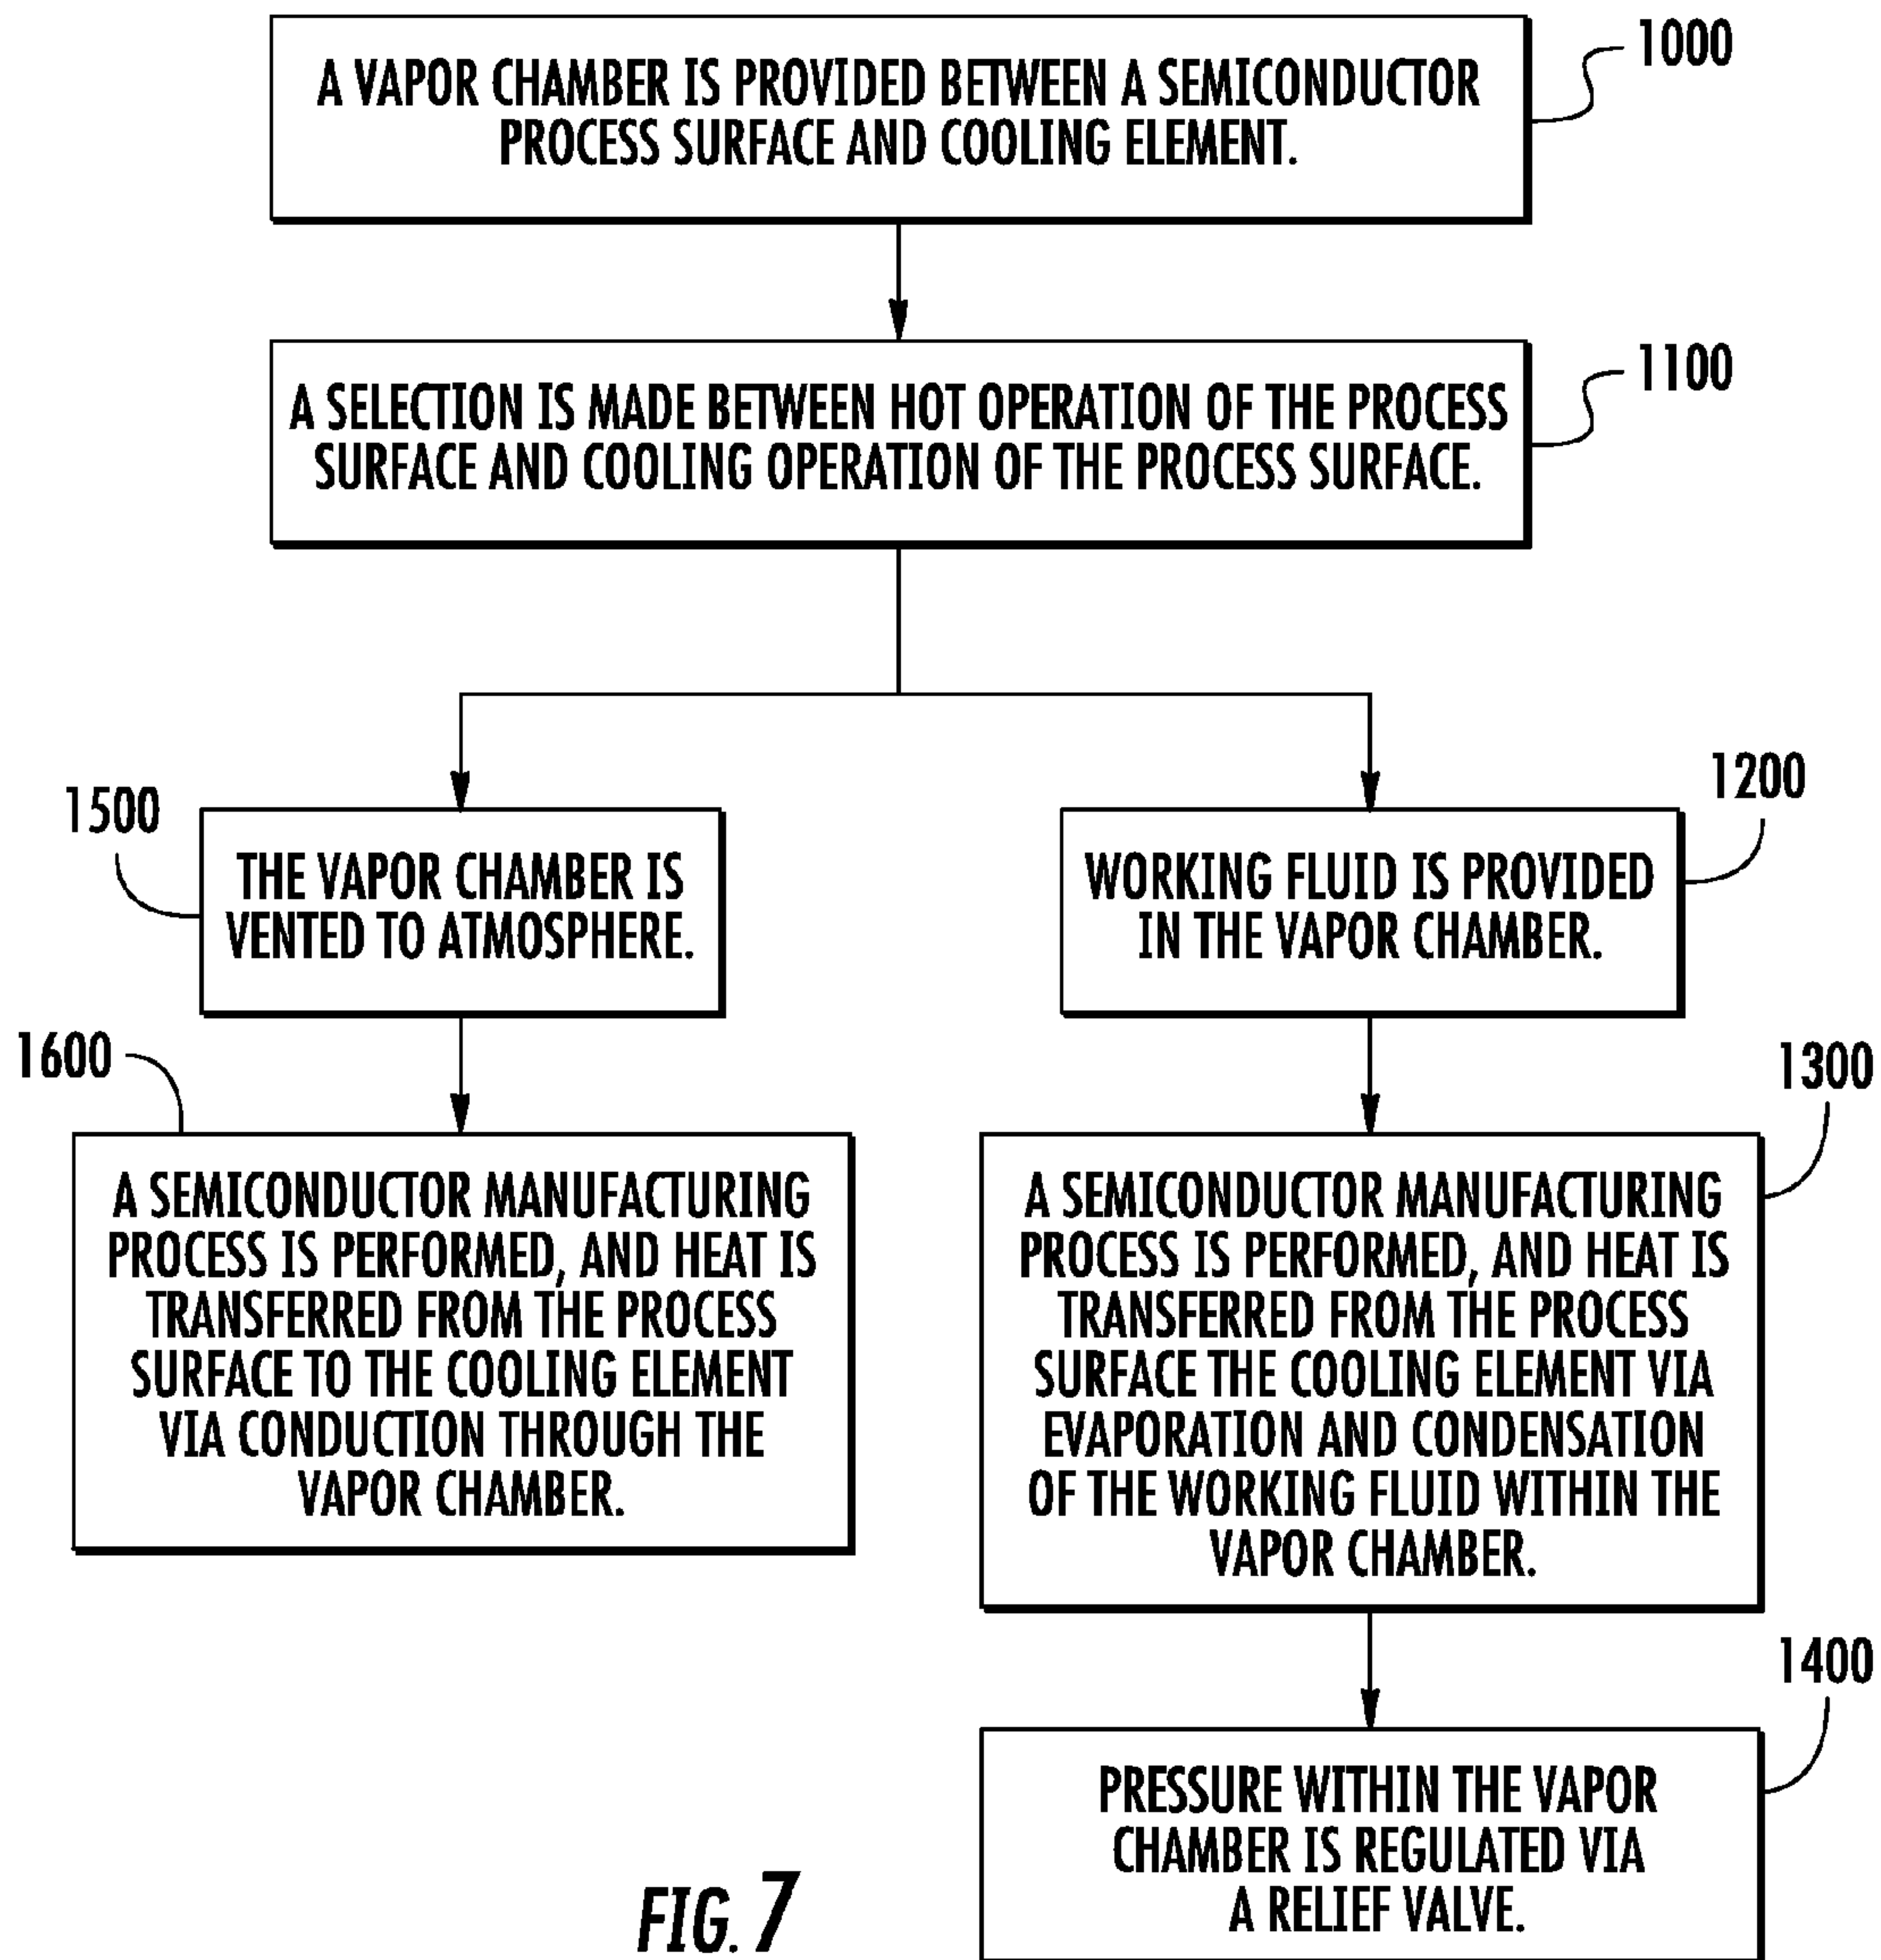 A VAPOR CHAMBER IS PROVIDED BETWEEN A SEMICONDUCTOR
PROCESS SURFACE AND COOLING ELEMENT.
1000
A SELECTION IS MADE BETWEEN HOT OPERATION OF THE PROCESS
SURFACE AND COOLING OPERATION OF THE PROCESS SURFACE.
1100
1500
THE VAPOR CHAMBER IS
VENTED TO ATMOSPHERE.
1200
WORKING FLUID IS PROVIDED
IN THE VAPOR CHAMBER.
1600
A SEMICONDUCTOR MANUFACTURING
PROCESS IS PERFORMED, AND HEAT IS
TRANSFERRED FROM THE PROCESS
SURFACE TO THE COOLING ELEMENT
VIA CONDUCTION THROUGH THE
VAPOR CHAMBER.
1300
A SEMICONDUCTOR MANUFACTURING
PROCESS IS PERFORMED, AND HEAT IS
TRANSFERRED FROM THE PROCESS
SURFACE THE COOLING ELEMENT VIA
EVAPORATION AND CONDENSATION
OF THE WORKING FLUID WITHIN THE
VAPOR CHAMBER.
1400
PRESSURE WITHIN THE VAPOR
CHAMBER IS REGULATED VIA
A RELIEF VALVE.
FIG. 7